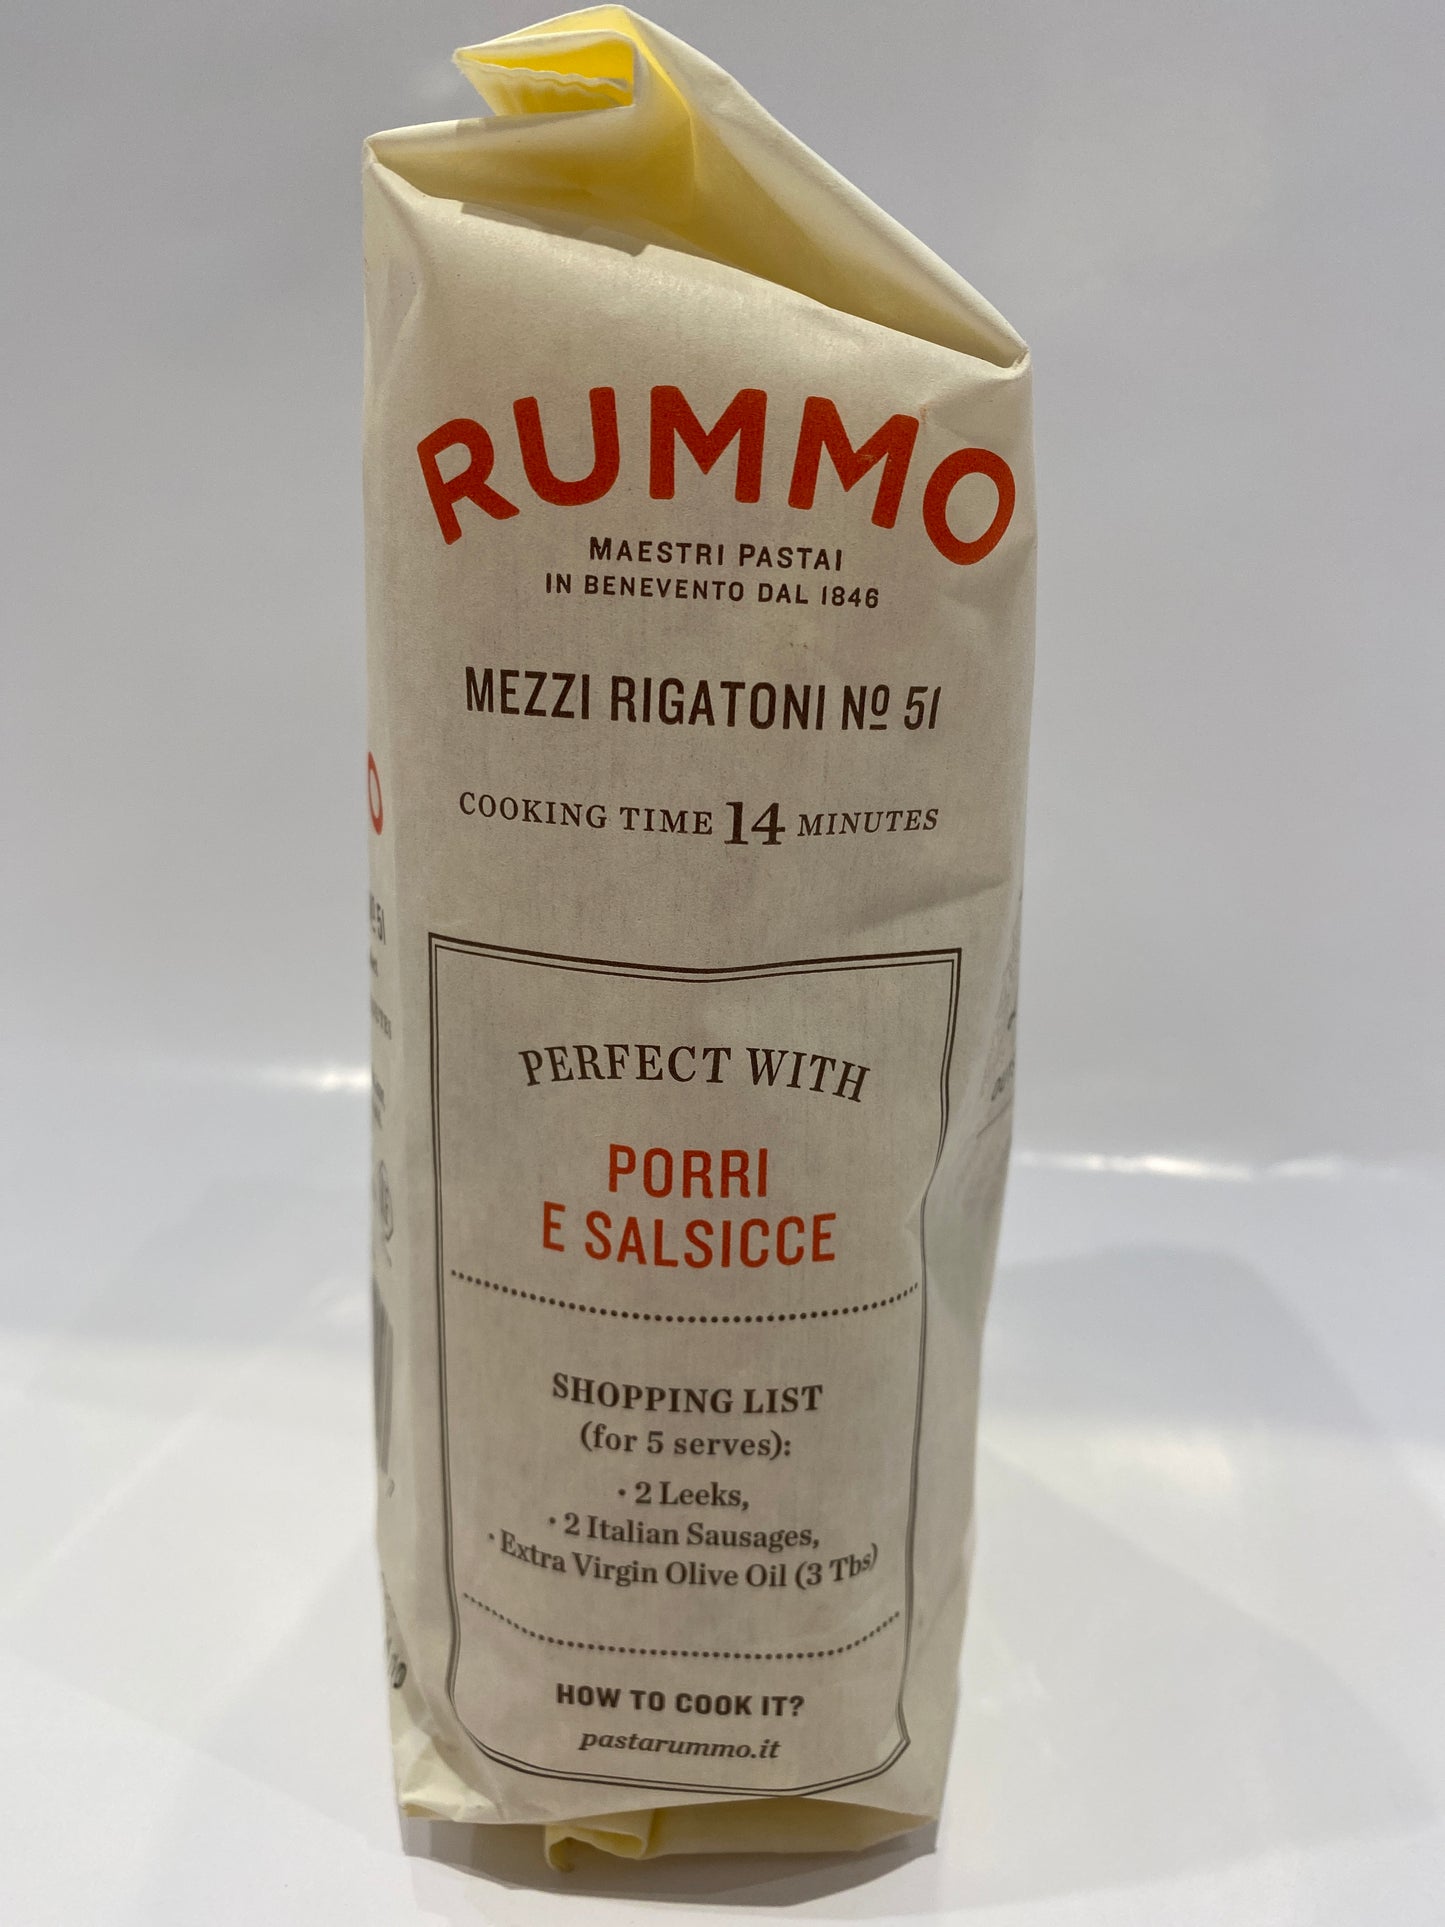 RUMMO
MAESTRI PASTAI
IN BENEVENTO DAL 1846
MEZZI RIGATONI Nº 51
COOKING TIME 14 MINUTES
PERFECT WITH
PORRI
E SALSICCE
SHOPPING LIST
(for 5 serves):
· 2 Leeks,
· 2 Italian Sausages,
· Extra Virgin Olive Oil (3 Tbs)
HOW TO COOK IT?
pastarummo.it
O
Nº 51